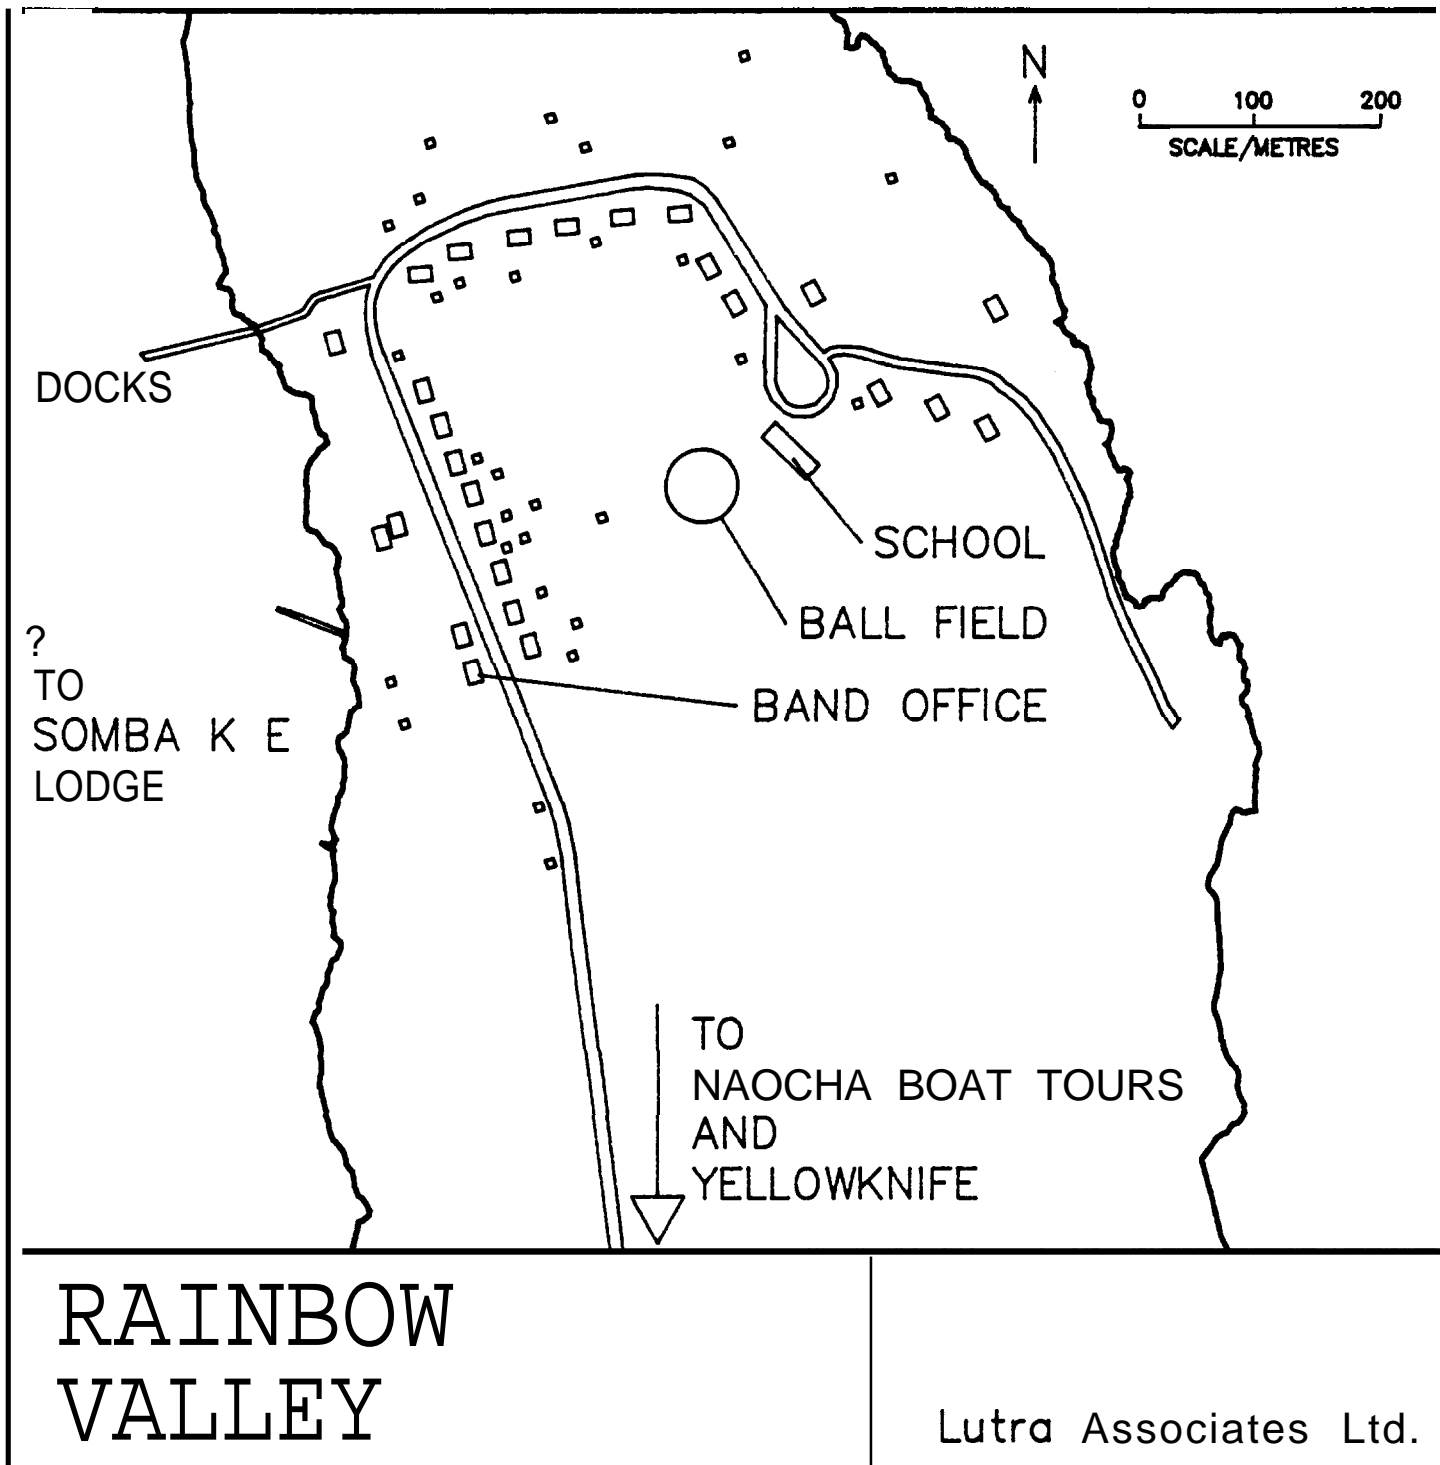 N
0 100 200
SCALE/METRES
DOCKS
SCHOOL
BALL FIELD
?
TO
SOMBA K E
LODGE
BAND OFFICE
TO
NAOCHA BOAT TOURS
AND
YELLOWKNIFE
RAINBOW
VALLEY
Lutra Associates Ltd.